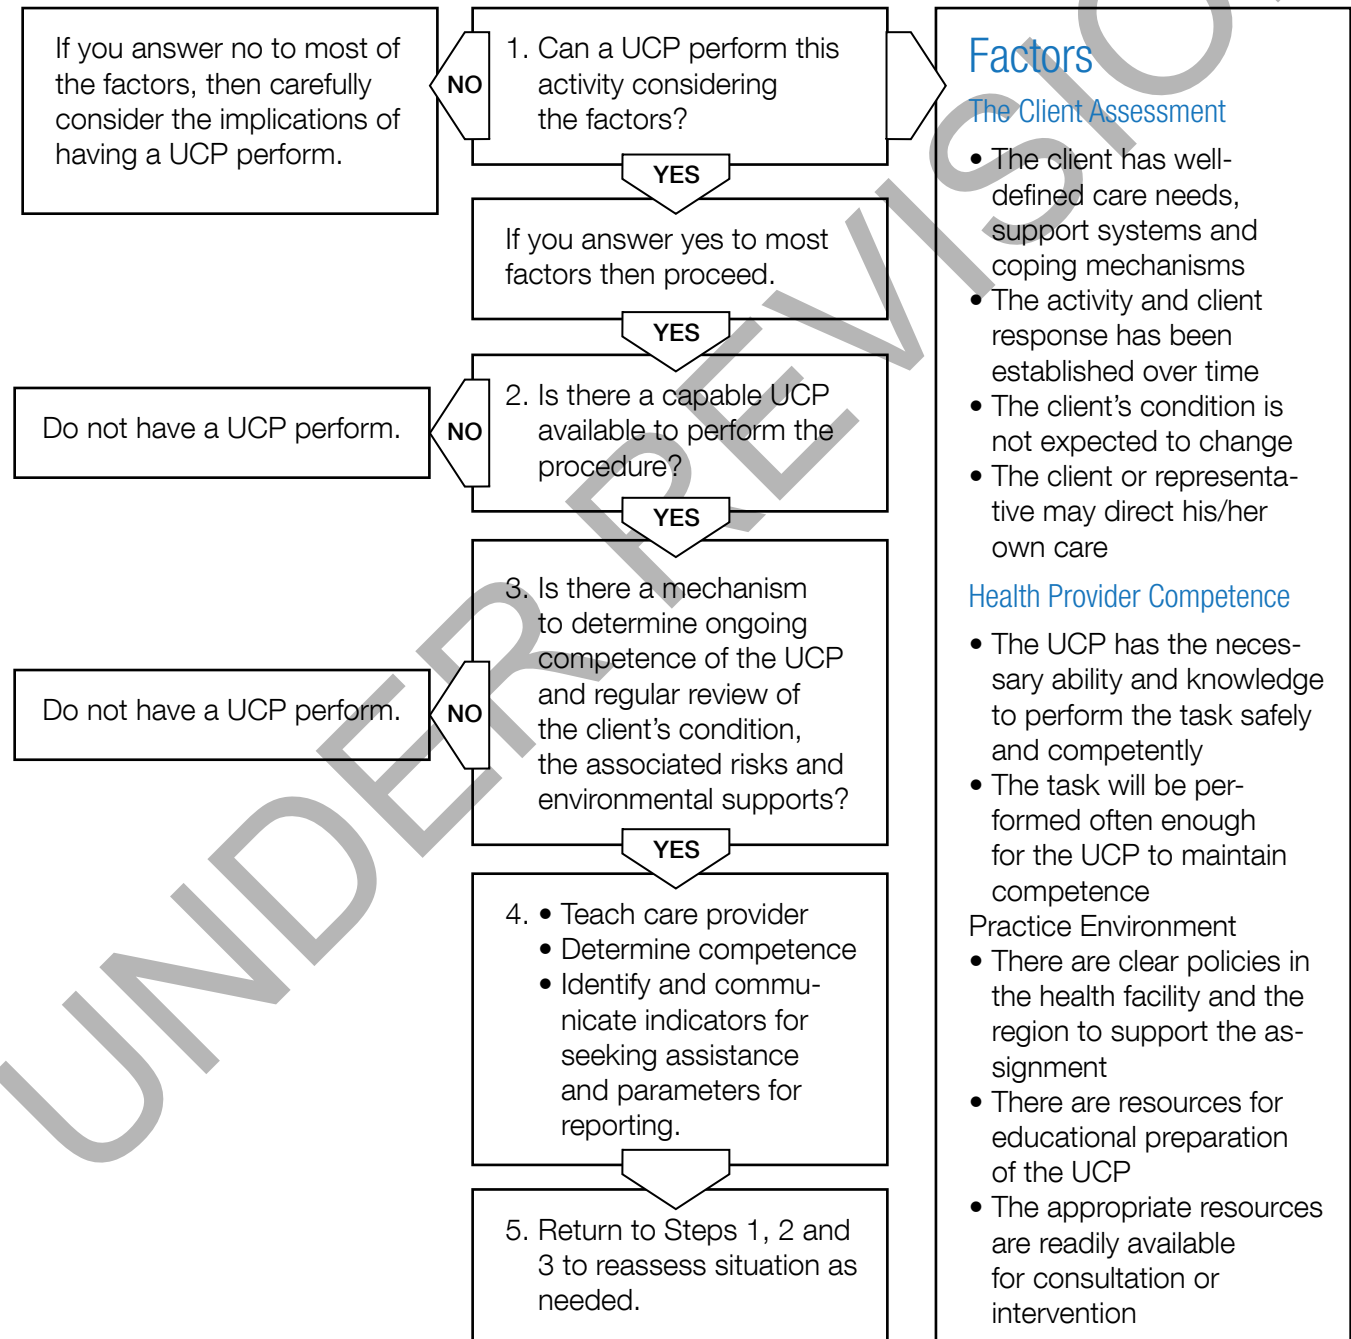 If you answer no to most of
the factors, then carefully
consider the implications of
having a UCP perform.
NO
1. Can a UCP perform this
activity considering
the factors?
YES
If you answer yes to most
factors then proceed.
YES
Do not have a UCP perform.
NO
2. Is there a capable UCP
available to perform the
procedure?
YES
Do not have a UCP perform.
NO
3. Is there a mechanism
to determine ongoing
competence of the UCP
and regular review of
the client's condition,
the associated risks and
environmental supports?
YES
4. • Teach care provider
• Determine competence
• Identify and commu-
nicate indicators for
seeking assistance
and parameters for
reporting.
5. Return to Steps 1, 2 and
3 to reassess situation as
needed.
Factors
The Client Assessment
• The client has well-
defined care needs,
support systems and
coping mechanisms
• The activity and client
response has been
established over time
• The client’s condition is
not expected to change
• The client or representa-
tive may direct his/her
own care
Health Provider Competence
• The UCP has the neces-
sary ability and knowledge
to perform the task safely
and competently
• The task will be per-
formed often enough
for the UCP to maintain
competence
Practice Environment
• There are clear policies in
the health facility and the
region to support the as-
signment
• There are resources for
educational preparation
of the UCP
• The appropriate resources
are readily available
for consultation or
intervention
UNDER REVISIO